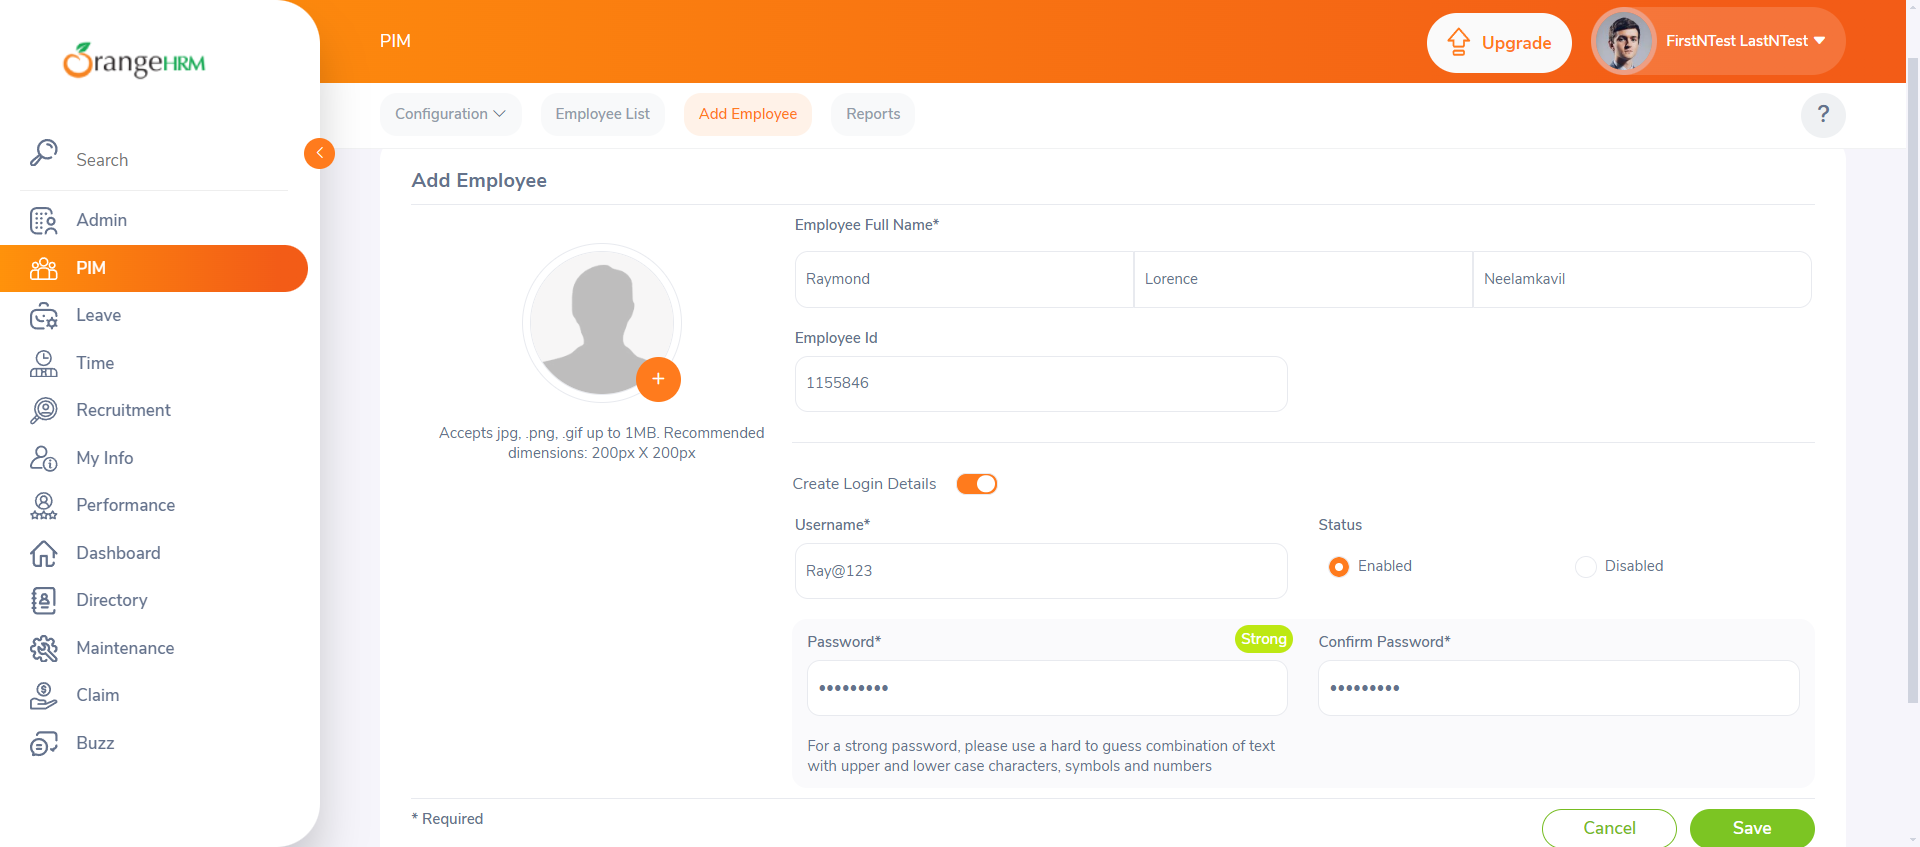 OrangeHRM
PIM
Upgrade
FirstNTest LastNTest
Configuration
Employee List
Add Employee
Reports
?
Search
Admin
PIM
Leave
Time
Recruitment
My Info
Performance
Dashboard
Directory
Maintenance
Claim
Buzz
Add Employee
Accepts jpg, .png, .gif up to 1MB. Recommended
dimensions: 200px X 200px
Employee Full Name*
Raymond
Lorence
Neelamkavil
Employee Id
1155846
Create Login Details
Username*
Ray@123
Status
Enabled
Disabled
Password*
Strong
•••••••••
Confirm Password*
•••••••••
For a strong password, please use a hard to guess combination of text
with upper and lower case characters, symbols and numbers
* Required
Cancel
Save